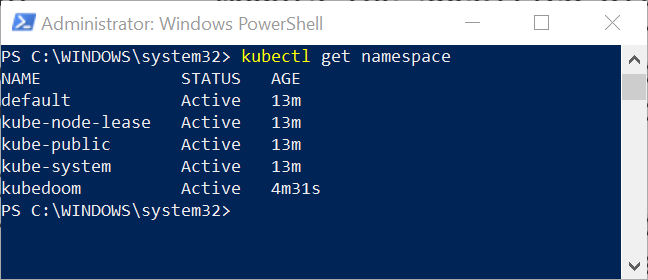 Administrator: Windows PowerShell
PS C:\WINDOWS\system32> kubectl get namespace
NAME              STATUS   AGE
default           Active   13m
kube-node-lease   Active   13m
kube-public       Active   13m
kube-system       Active   13m
kubedoom          Active   4m31s
PS C:\WINDOWS\system32>